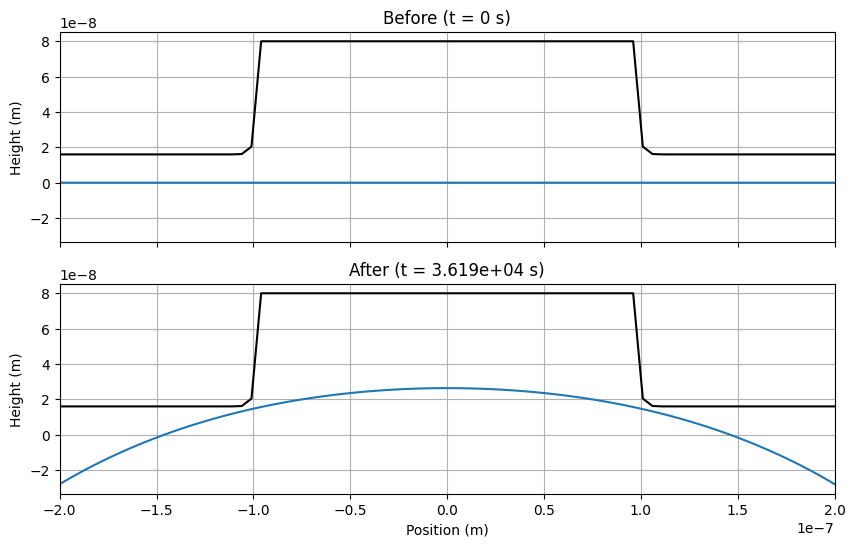 Before (t = 0 s)
1e−8
8
6
4
2
0
−2
Height (m)
After (t = 3.619e+04 s)
1e−8
8
6
4
2
0
−2
Height (m)
−2.0 −1.5 −1.0 −0.5 0.0 0.5 1.0 1.5 2.0
Position (m)
1e−7